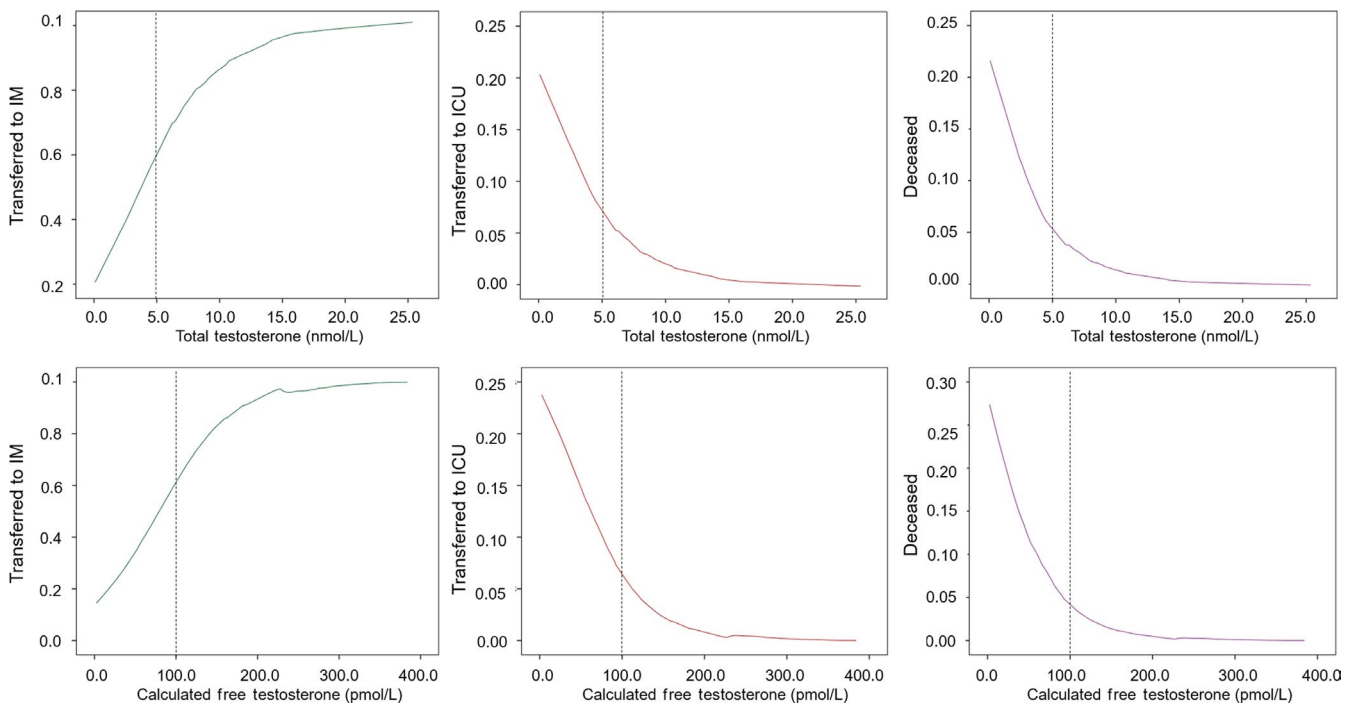 Transferred to IM
0.1
0.8
0.6
0.4
0.2
0.0 5.0 10.0 15.0 20.0 25.0
Total testosterone (nmol/L)
Transferred to ICU
0.25
0.20
0.15
0.10
0.05
0.00
0.0 5.0 10.0 15.0 20.0 25.0
Total testosterone (nmol/L)
Deceased
0.25
0.20
0.15
0.10
0.05
0.00
0.0 5.0 10.0 15.0 20.0 25.0
Total testosterone (nmol/L)
Transferred to IM
0.1
0.8
0.6
0.4
0.2
0.0
0.0 100.0 200.0 300.0 400.0
Calculated free testosterone (pmol/L)
Transferred to ICU
0.25
0.20
0.15
0.10
0.05
0.00
0.0 100.0 200.0 300.0 400.0
Calculated free testosterone (pmol/L)
Deceased
0.30
0.25
0.20
0.15
0.10
0.05
0.00
0.0 100.0 200.0 300.0 400.0
Calculated free testosterone (pmol/L)